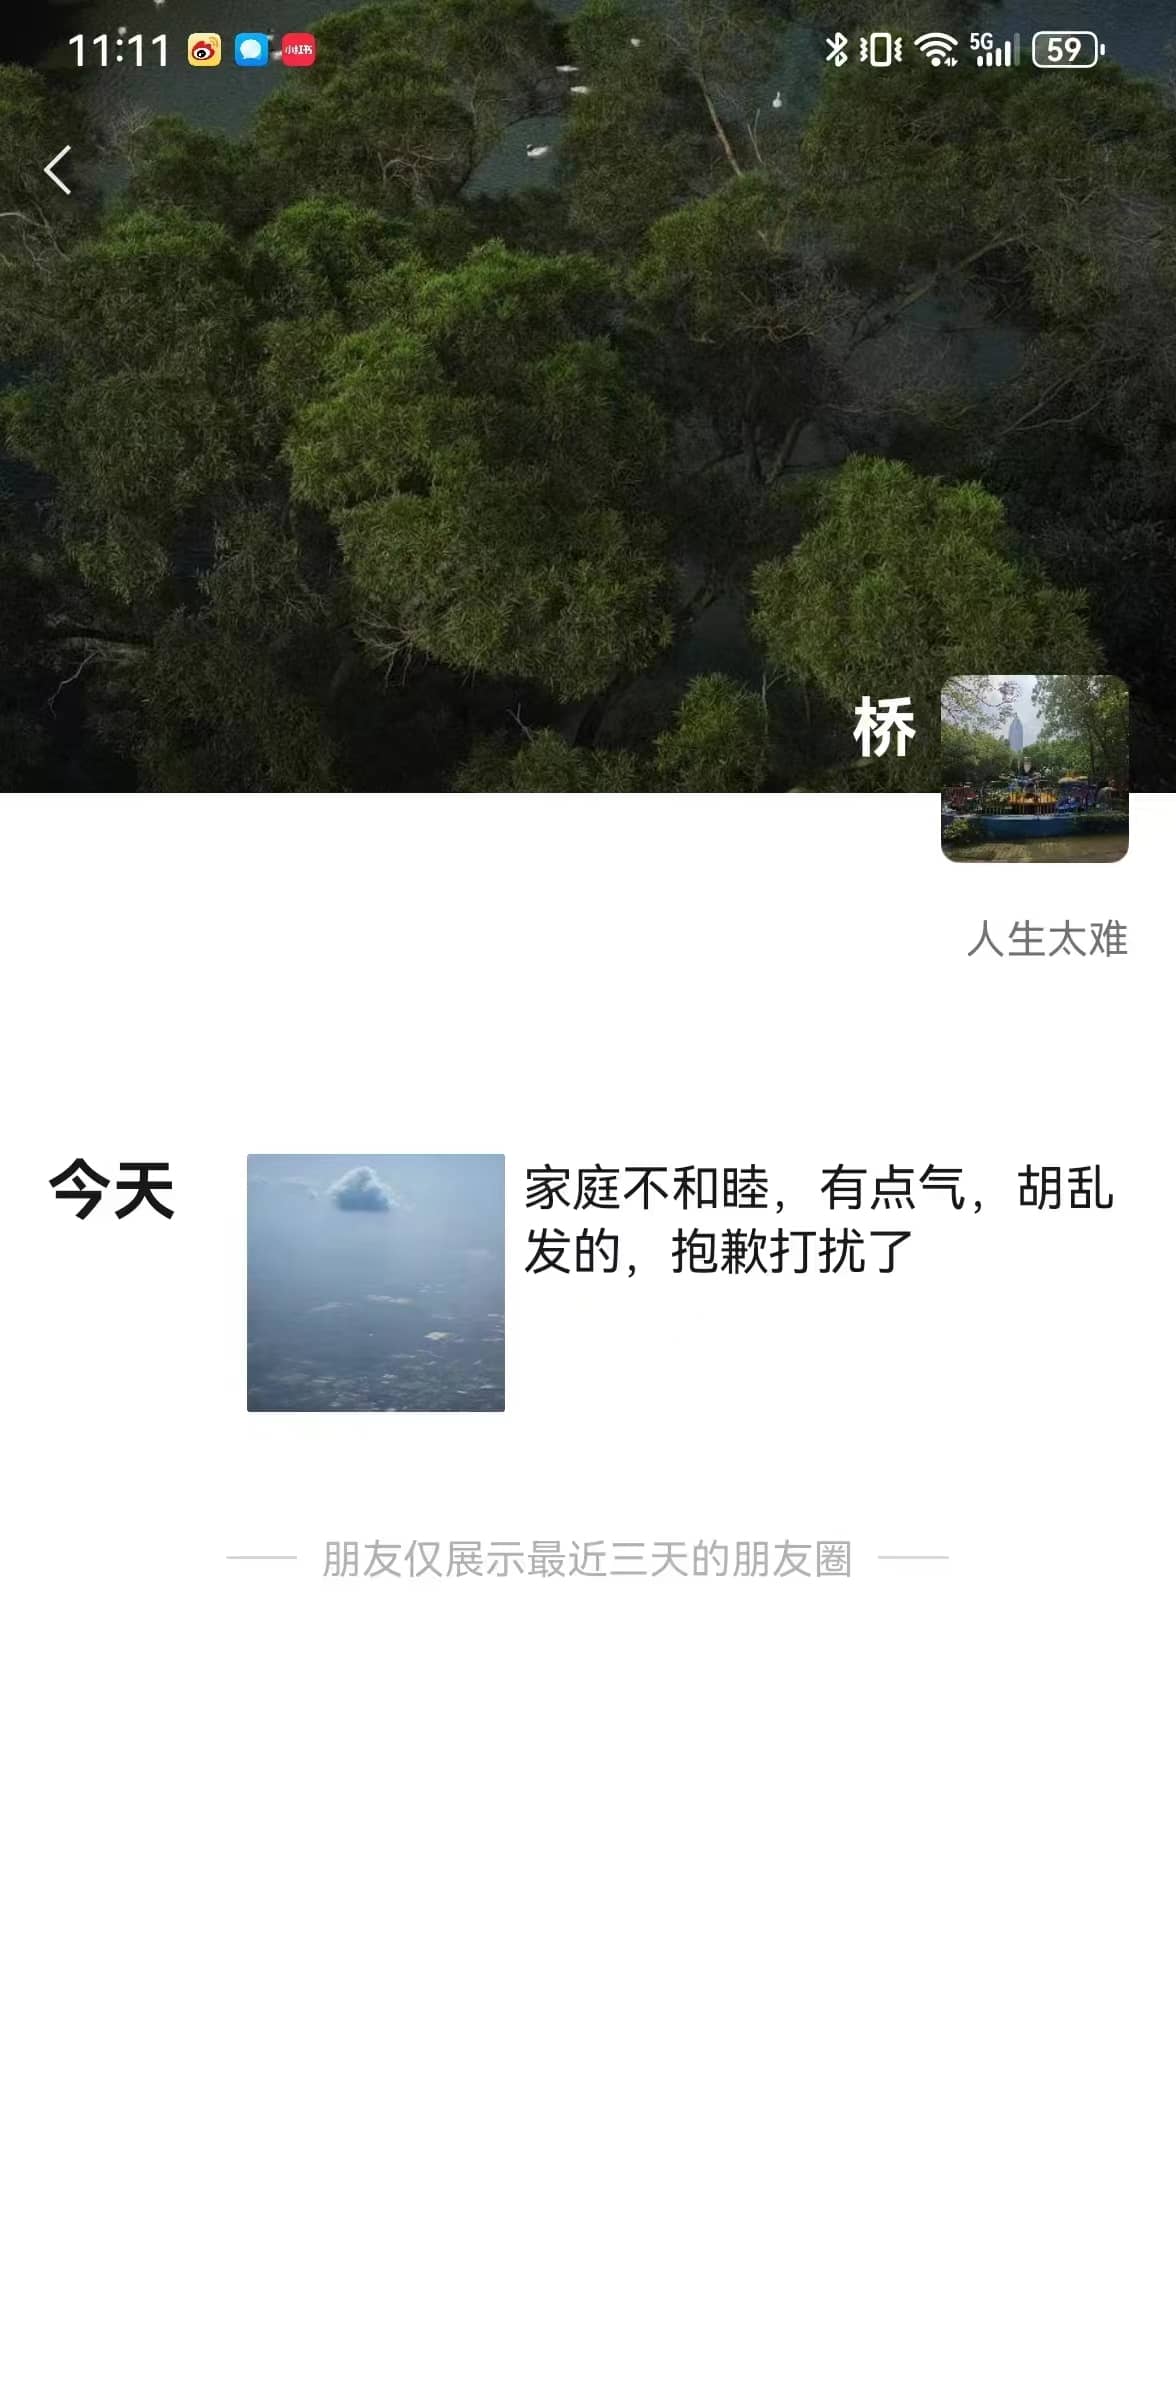 11:11 小红书 5G 59
桥
人生太难
今天
家庭不和睦，有点气，胡乱
发的，抱歉打扰了
朋友仅展示最近三天的朋友圈